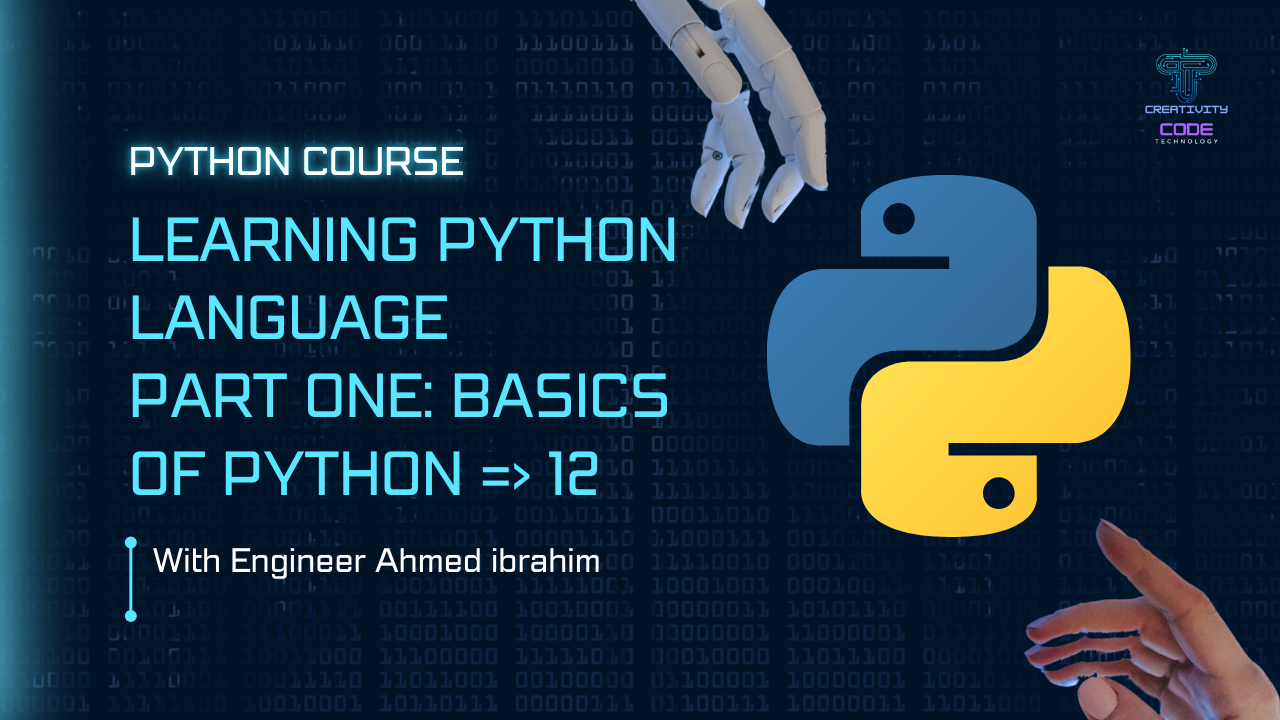 CREATIVITY
CODE
TECHNOLOGY
PYTHON COURSE
LEARNING PYTHON
LANGUAGE
PART ONE: BASICS
OF PYTHON => 12
With Engineer Ahmed ibrahim